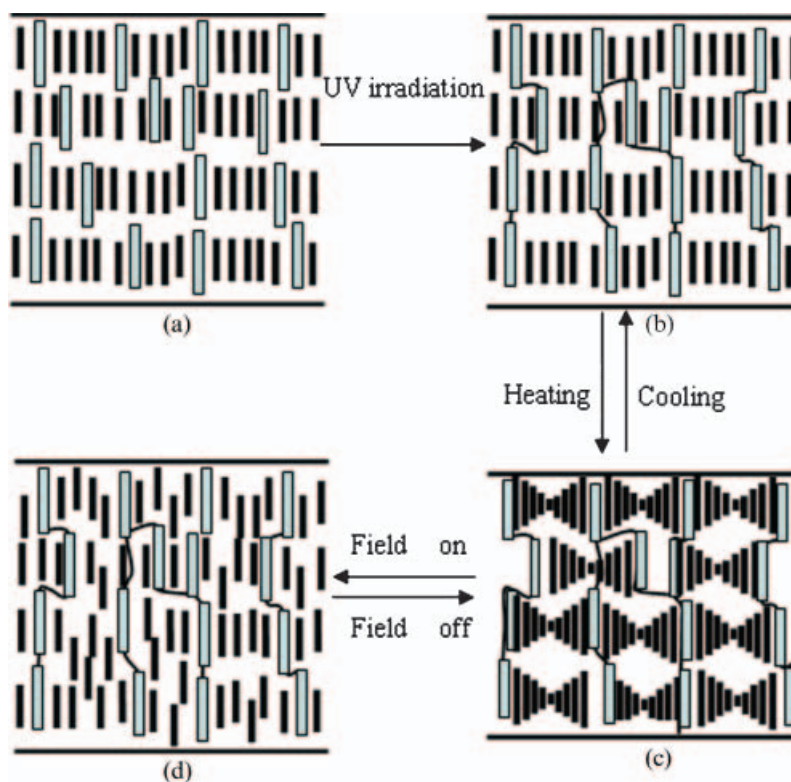 UV irradiation
(a)
(b)
Heating
Cooling
Field on
Field off
(d)
(c)